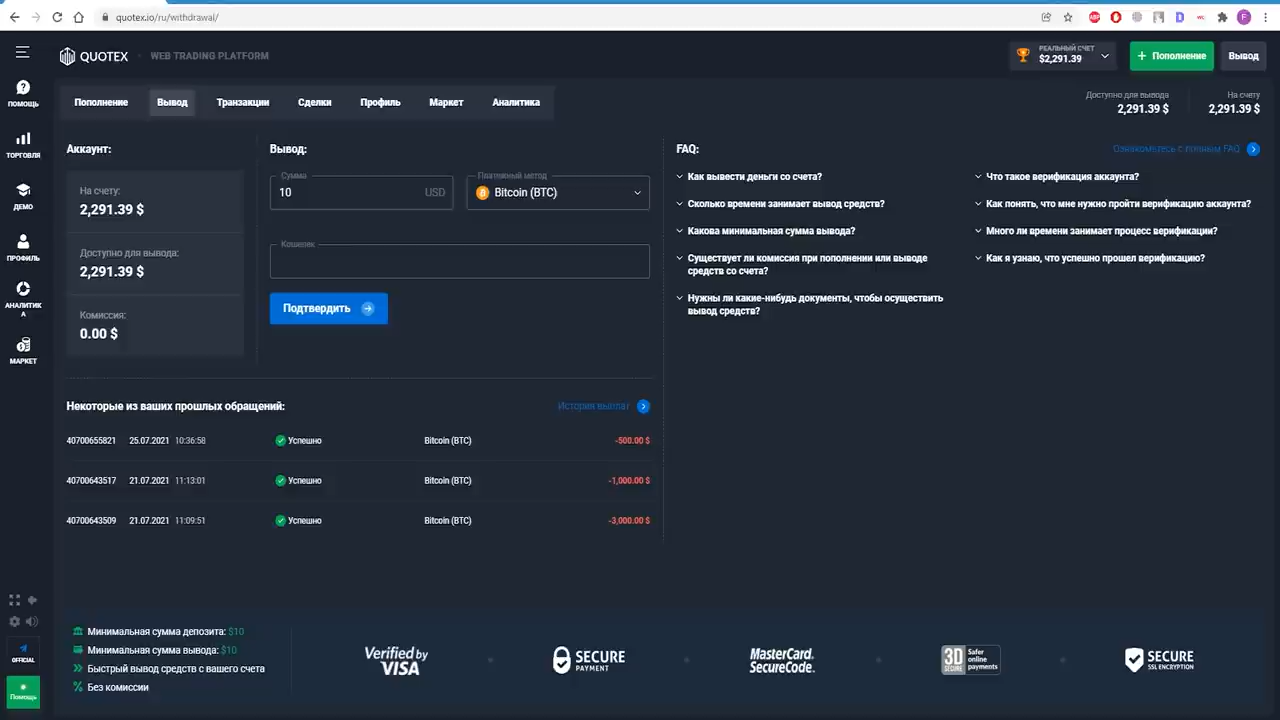 quotex.io/ru/withdrawal/
QUOTEX
WEB TRADING PLATFORM
РЕАЛЬНЫЙ СЧЕТ
$2,291.39
+ Пополнение
Вывод
ПОМОЩЬ
ТОРГОВЛЯ
ДЕМО
ПРОФИЛЬ
АНАЛИТИК
А
МАРКЕТ
OFFICIAL
Помощь
Пополнение
Вывод
Транзакции
Сделки
Профиль
Маркет
Аналитика
Доступно для вывода
2,291.39 $
На счету
2,291.39 $
Аккаунт:
На счету:
2,291.39 $
Доступно для вывода:
2,291.39 $
Комиссия:
0.00 $
Вывод:
Сумма
10 USD
Платежный метод
Bitcoin (BTC)
Кошелек
Подтвердить
FAQ:
Ознакомьтесь с полным FAQ
Как вывести деньги со счета?
Сколько времени занимает вывод средств?
Какова минимальная сумма вывода?
Существует ли комиссия при пополнении или выводе
средств со счета?
Нужны ли какие-нибудь документы, чтобы осуществить
вывод средств?
Что такое верификация аккаунта?
Как понять, что мне нужно пройти верификацию аккаунта?
Много ли времени занимает процесс верификации?
Как я узнаю, что успешно прошел верификацию?
Некоторые из ваших прошлых обращений:
История выплат
40700655821 25.07.2021 10:36:58 Успешно Bitcoin (BTC) -500.00 $
40700643517 21.07.2021 11:13:01 Успешно Bitcoin (BTC) -1,000.00 $
40700643509 21.07.2021 11:09:51 Успешно Bitcoin (BTC) -3,000.00 $
Минимальная сумма депозита: $10
Минимальная сумма вывода: $10
Быстрый вывод средств с вашего счета
Без комиссии
Verified by
VISA
SECURE
PAYMENT
MasterCard.
SecureCode.
3D
SECURE
Safer
online
payments
SECURE
SSL ENCRYPTION
ABP
D
F